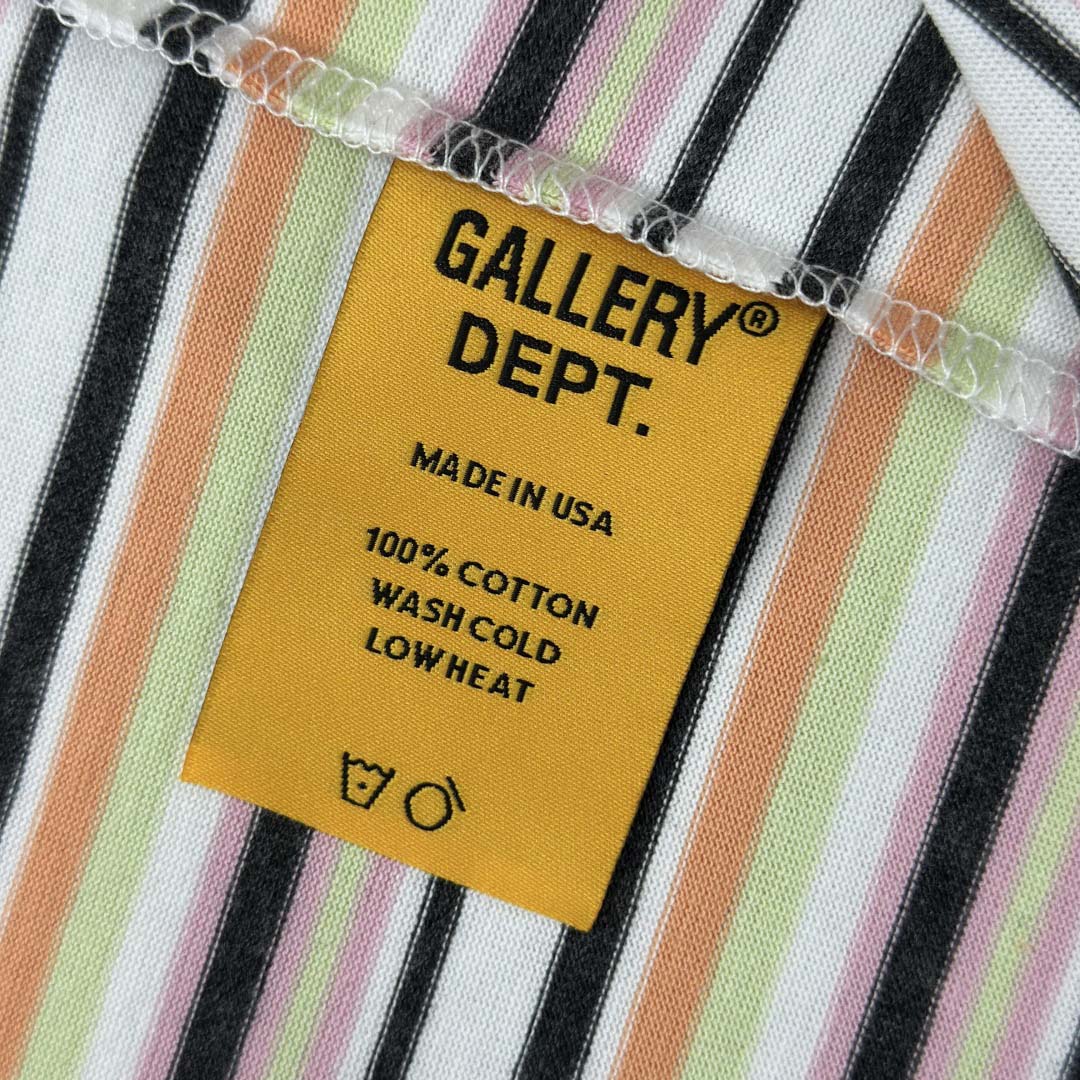 GALLERY®
DEPT.
MADE IN USA
100% COTTON
WASH COLD
LOW HEAT